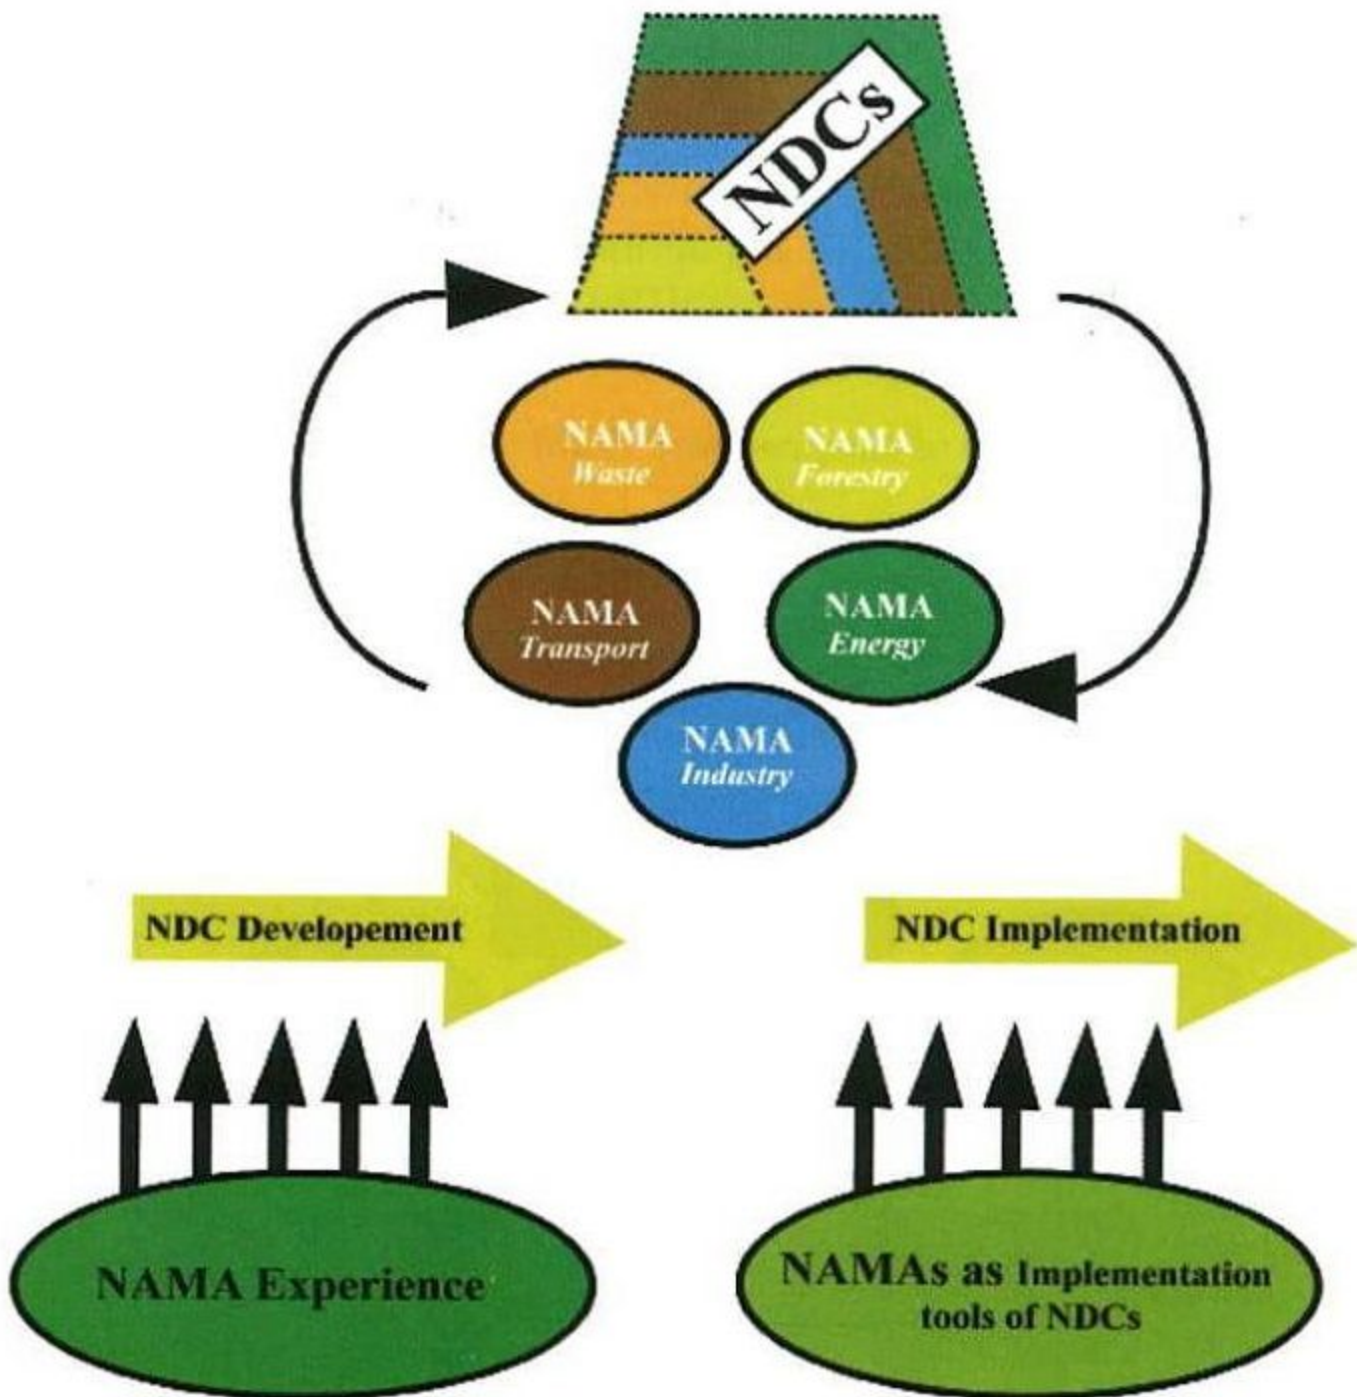 NDCs
NAMA
Waste
NAMA
Forestry
NAMA
Transport
NAMA
Energy
NAMA
Industry
NDC Developement
NDC Implementation
NAMA Experience
NAMAs as Implementation
tools of NDCs